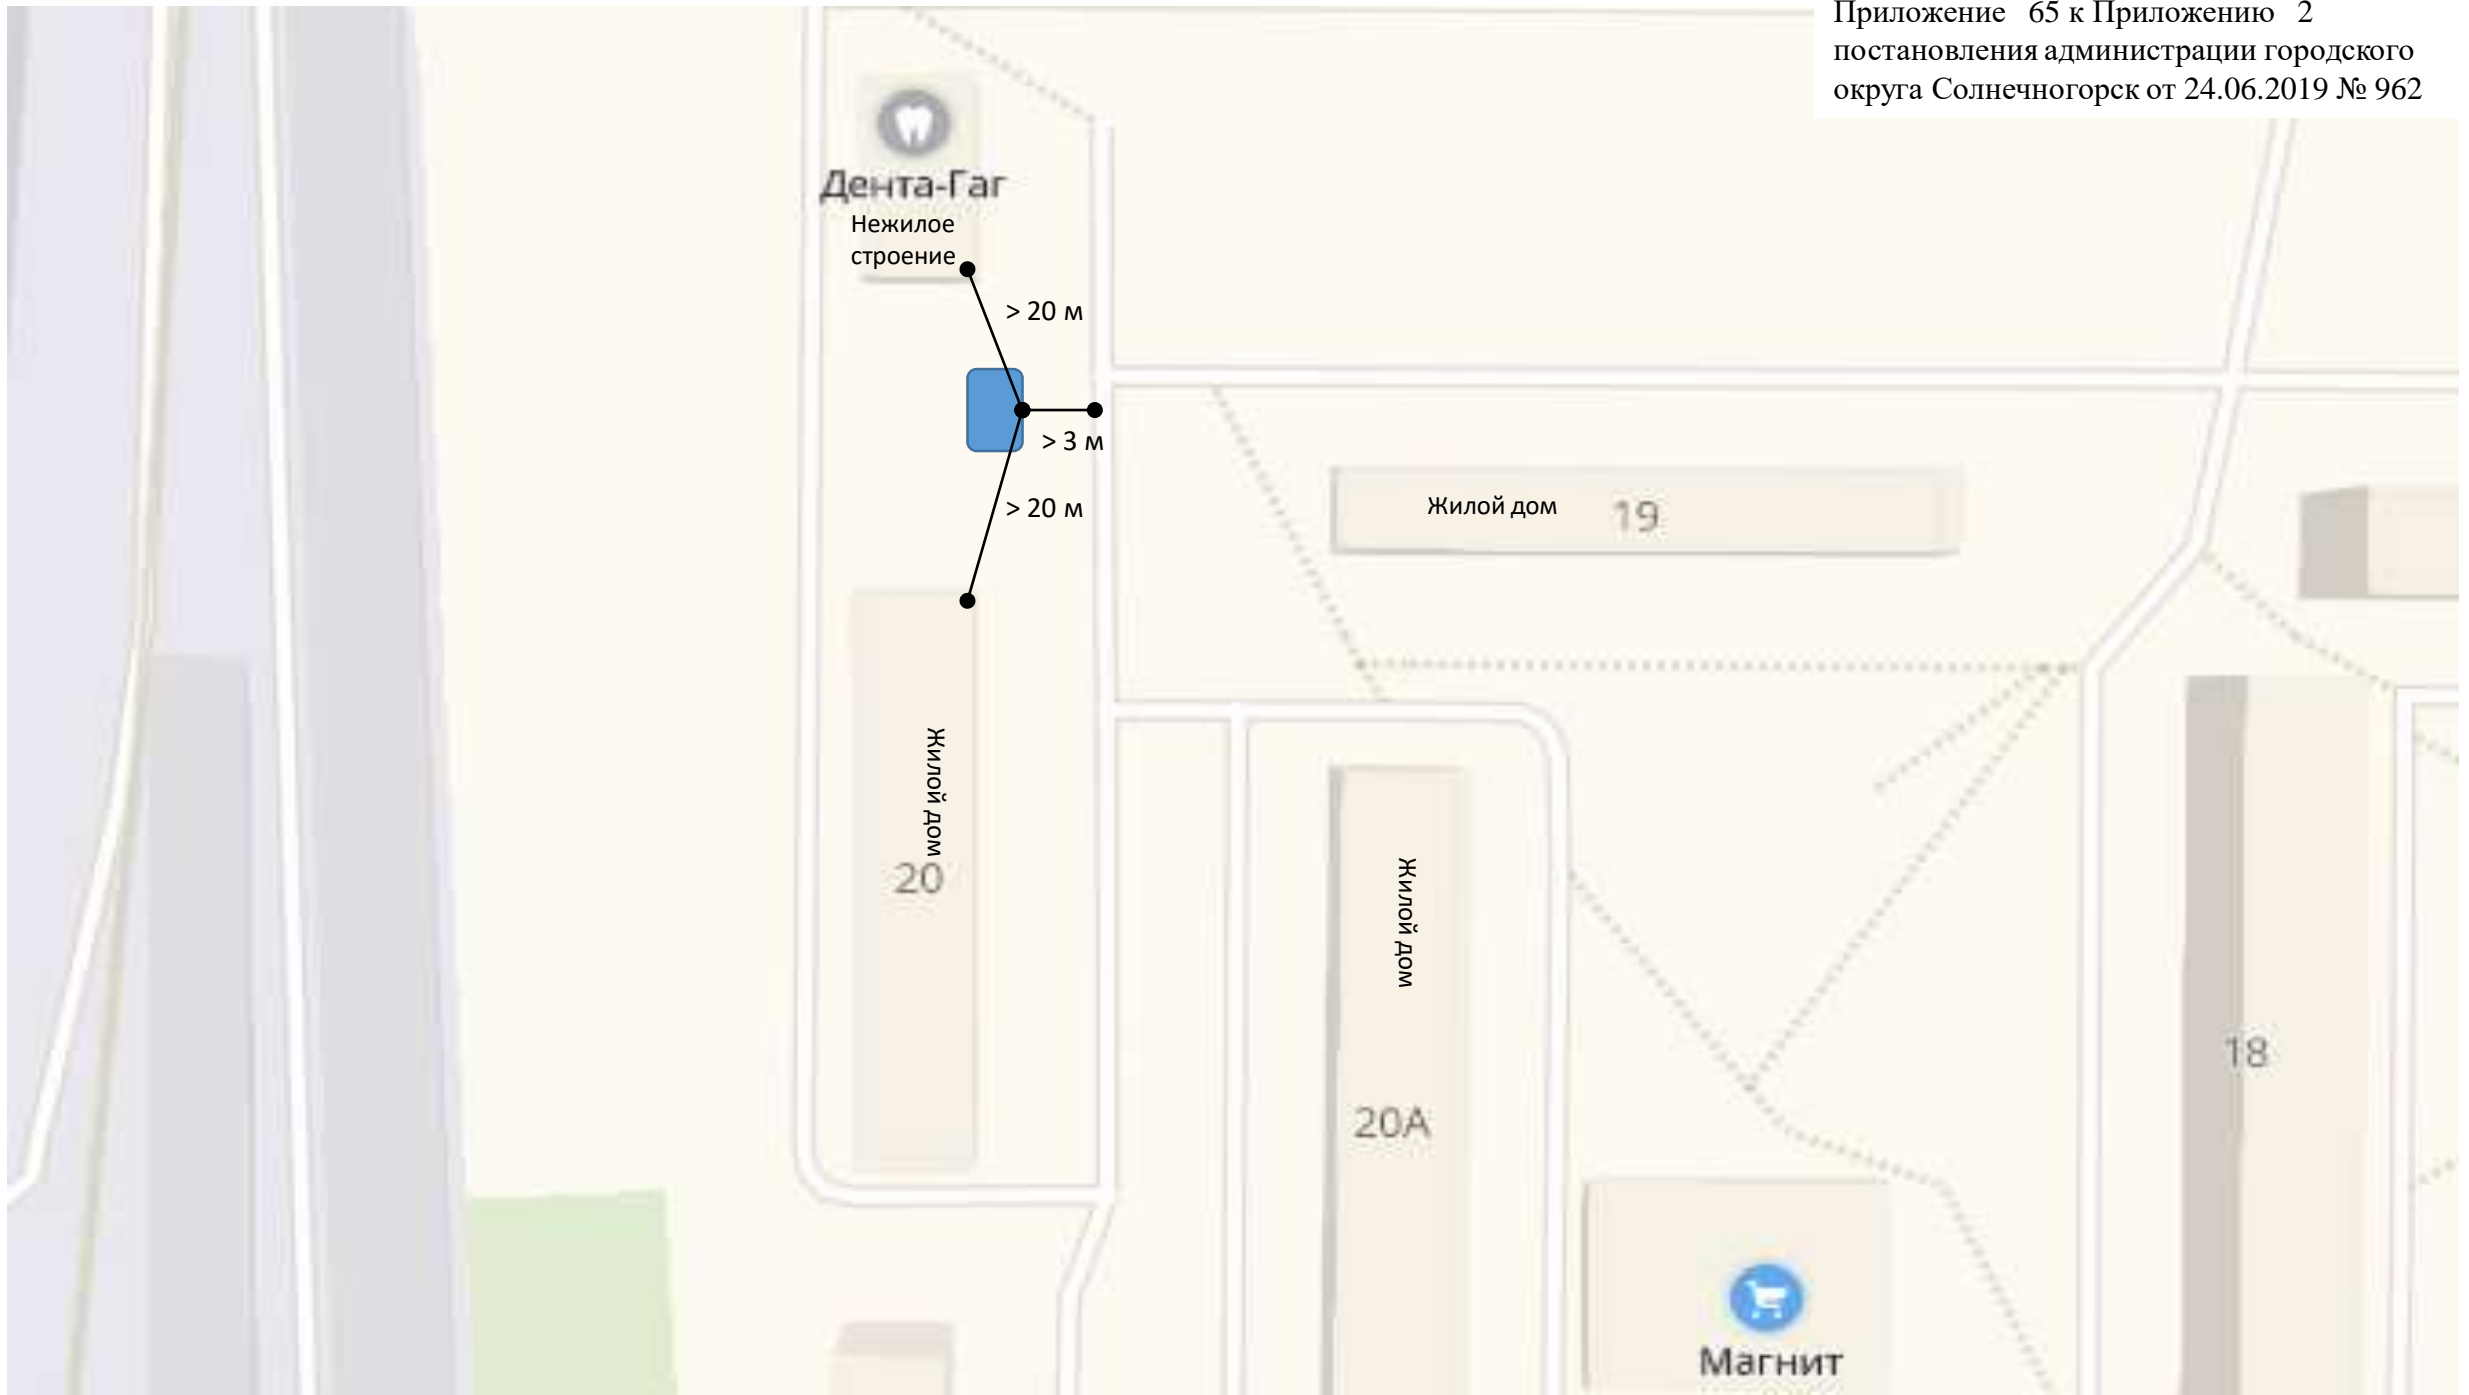 Приложение 65 к Приложению 2
постановления администрации городского
округа Солнечногорск от 24.06.2019 № 962
Дента-Гаг
Нежилое
строение
> 20 м
> 3 м
> 20 м
Жилой дом 19
Жилой дом
20
Жилой дом
20А
18
Магнит